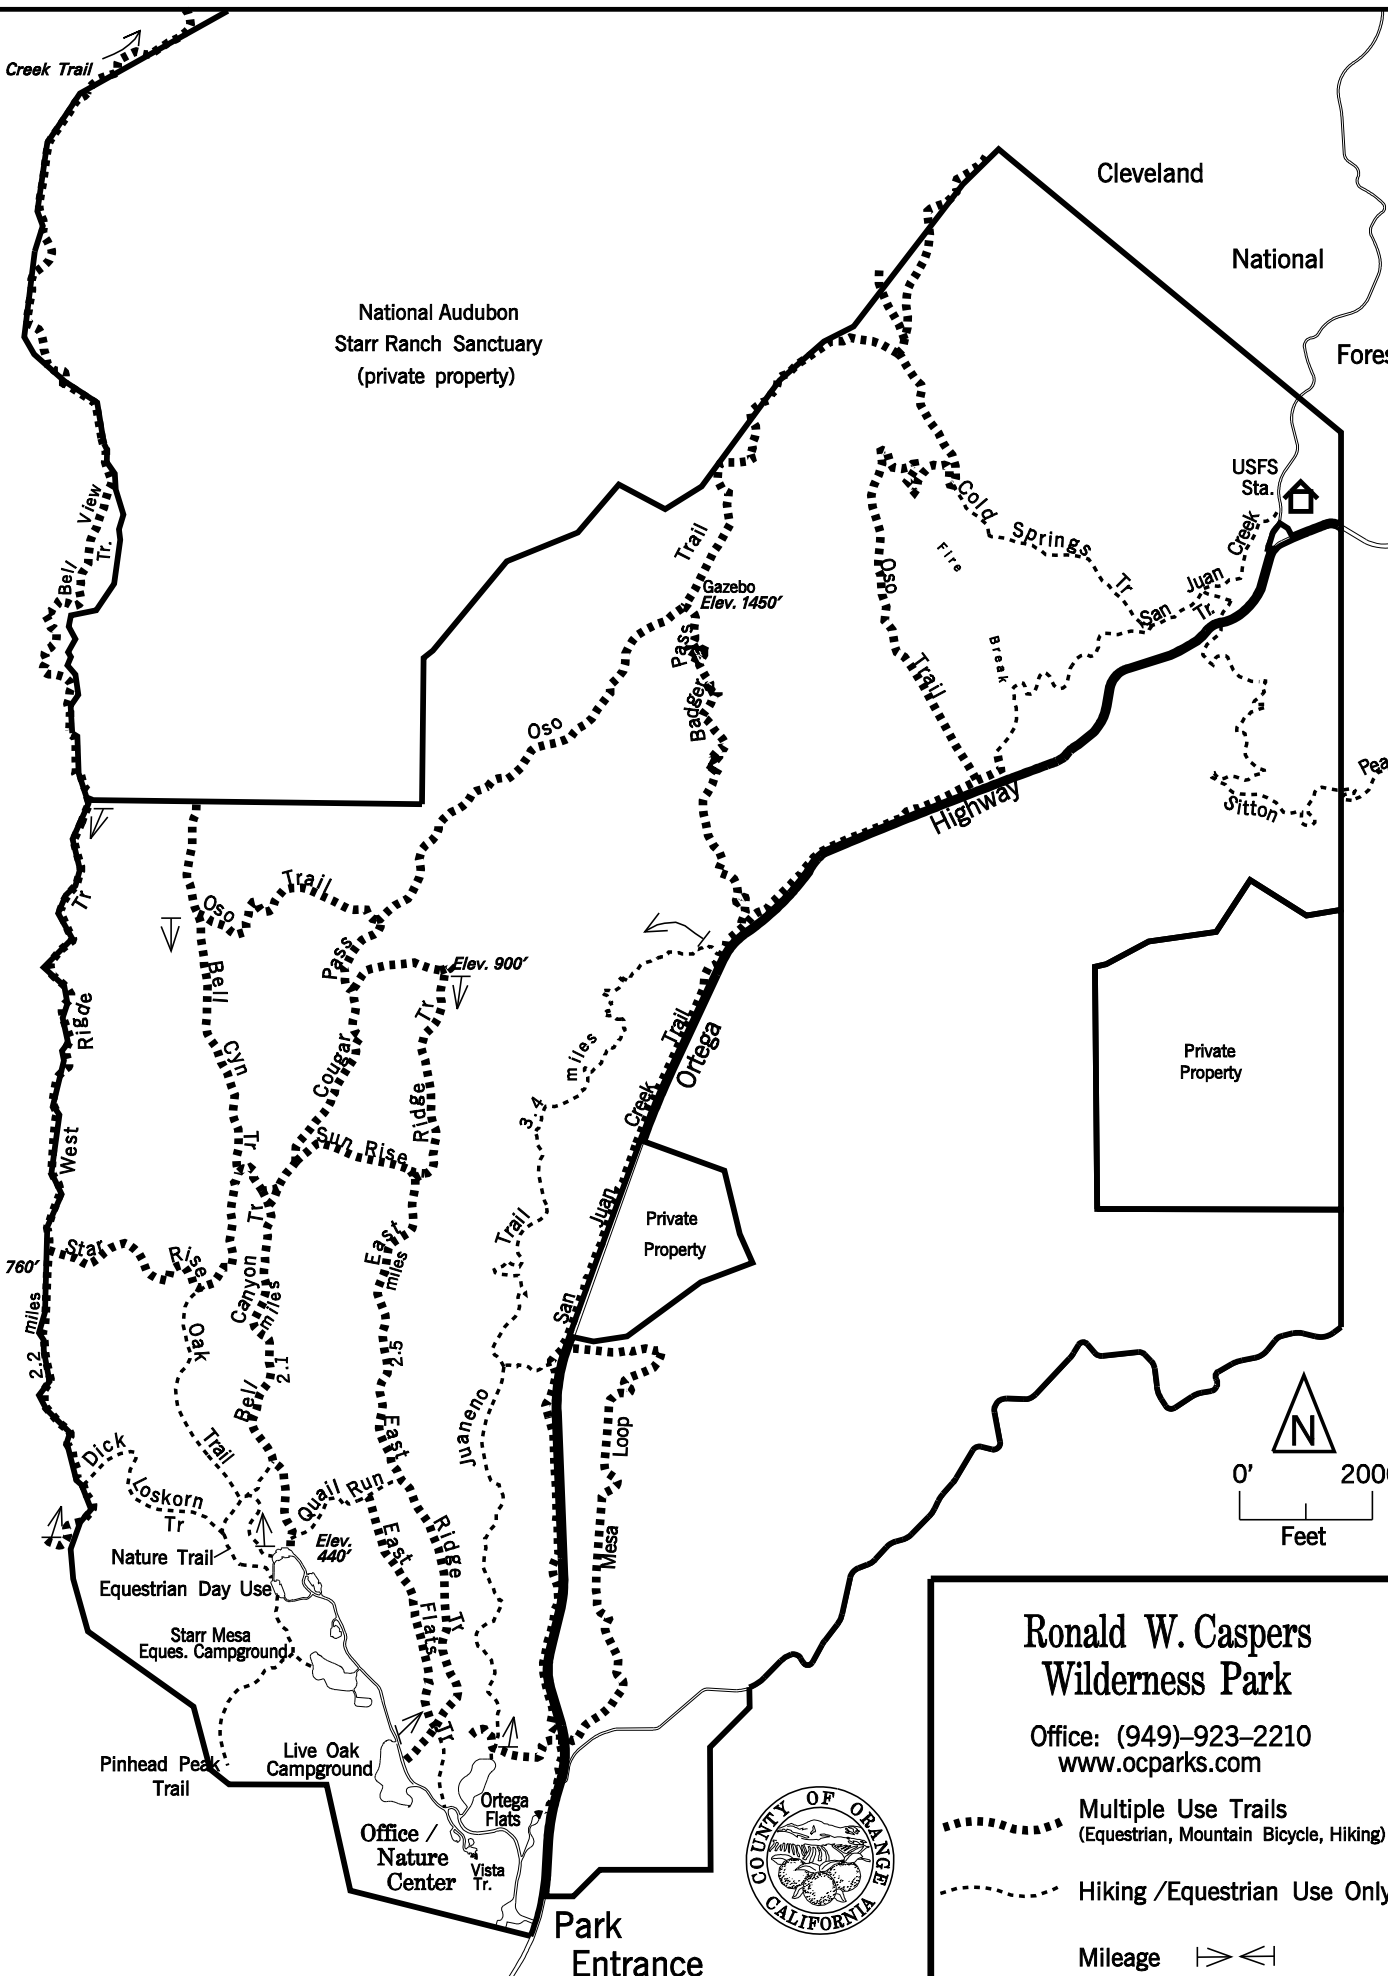 Creek Trail
Cleveland
National
Fores
National Audubon
Starr Ranch Sanctuary
(private property)
USFS
Sta.
Bell View
Tr.
Trail
Gazebo
Elev. 1450'
Pass
Badger
Oso
Cold Springs Tr
Fire
Break
Oso Trail
San Juan Creek
Tr.
Highway
Sitton
Pea
Oso Trail
Pass
Elev. 900'
Tr
Rigde
West
Bell
Cyn
Tr
Cougar
Tr
Ridge
Sun Rise
3.4 miles
Trail
Ortega
Creek
Juan
San
Private
Property
Private
Property
Star Rise
760'
2.2 miles
Oak
Trail
Tr
Canyon
miles
2.1
Bell
East
miles
2.5
East
Trail
Juaneno
Loop
Mesa
Dick
Loskorn
Tr
Quail Run
Elev.
440'
East
Flats
Ridge
Tr
Tr
Nature Trail
Equestrian Day Use
Starr Mesa
Eques. Campground
Pinhead Peak
Trail
Live Oak
Campground
Ortega
Flats
Office /
Nature
Center
Vista
Tr.
Park
Entrance
N
0' 2000
Feet
Ronald W. Caspers
Wilderness Park
Office: (949)–923–2210
www.ocparks.com
Multiple Use Trails
(Equestrian, Mountain Bicycle, Hiking)
Hiking /Equestrian Use Only
Mileage
COUNTY OF ORANGE
CALIFORNIA